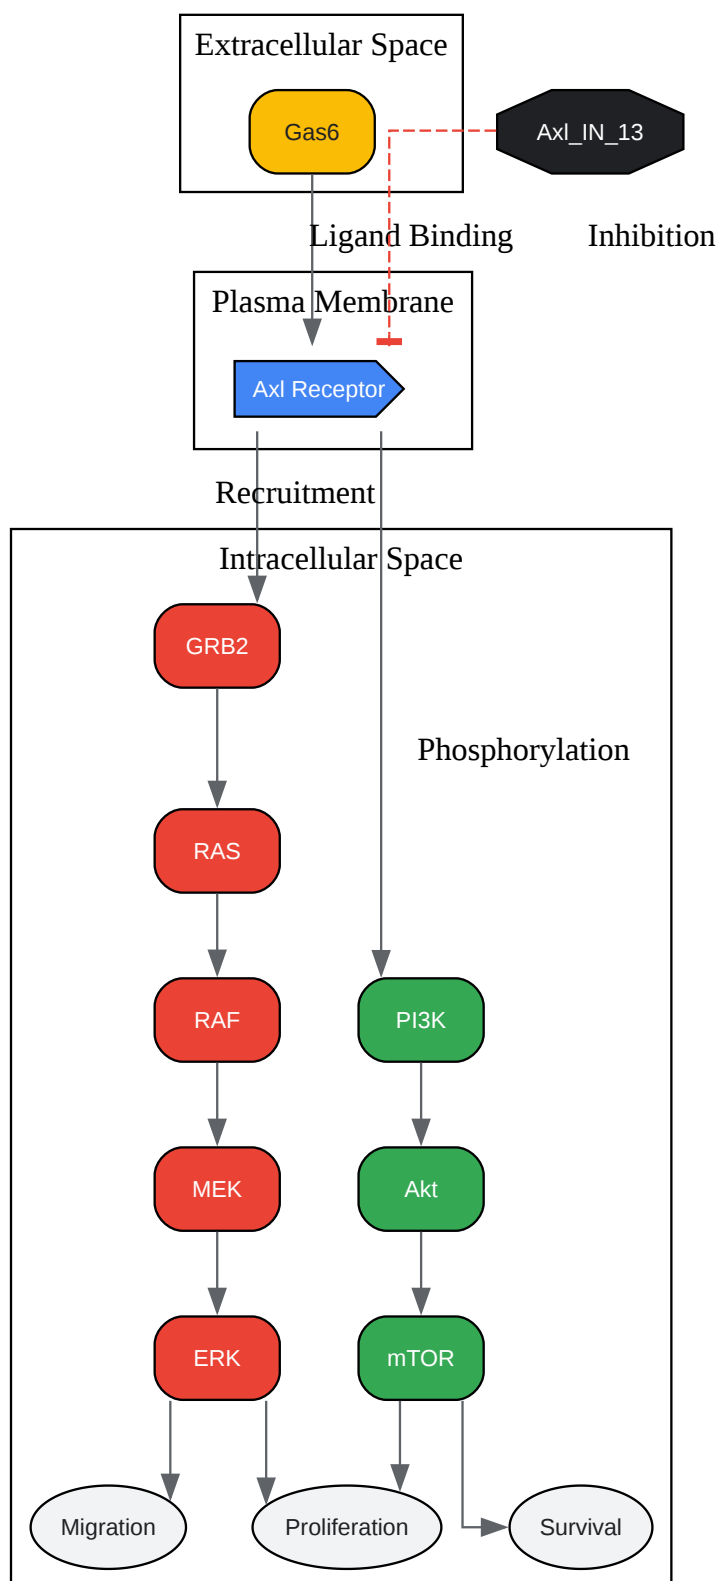 Extracellular Space
Gas6
Axl_IN_13
Ligand Binding
Inhibition
Plasma Membrane
Axl Receptor
Recruitment
Intracellular Space
GRB2
Phosphorylation
RAS
RAF
PI3K
MEK
Akt
ERK
mTOR
Migration
Proliferation
Survival